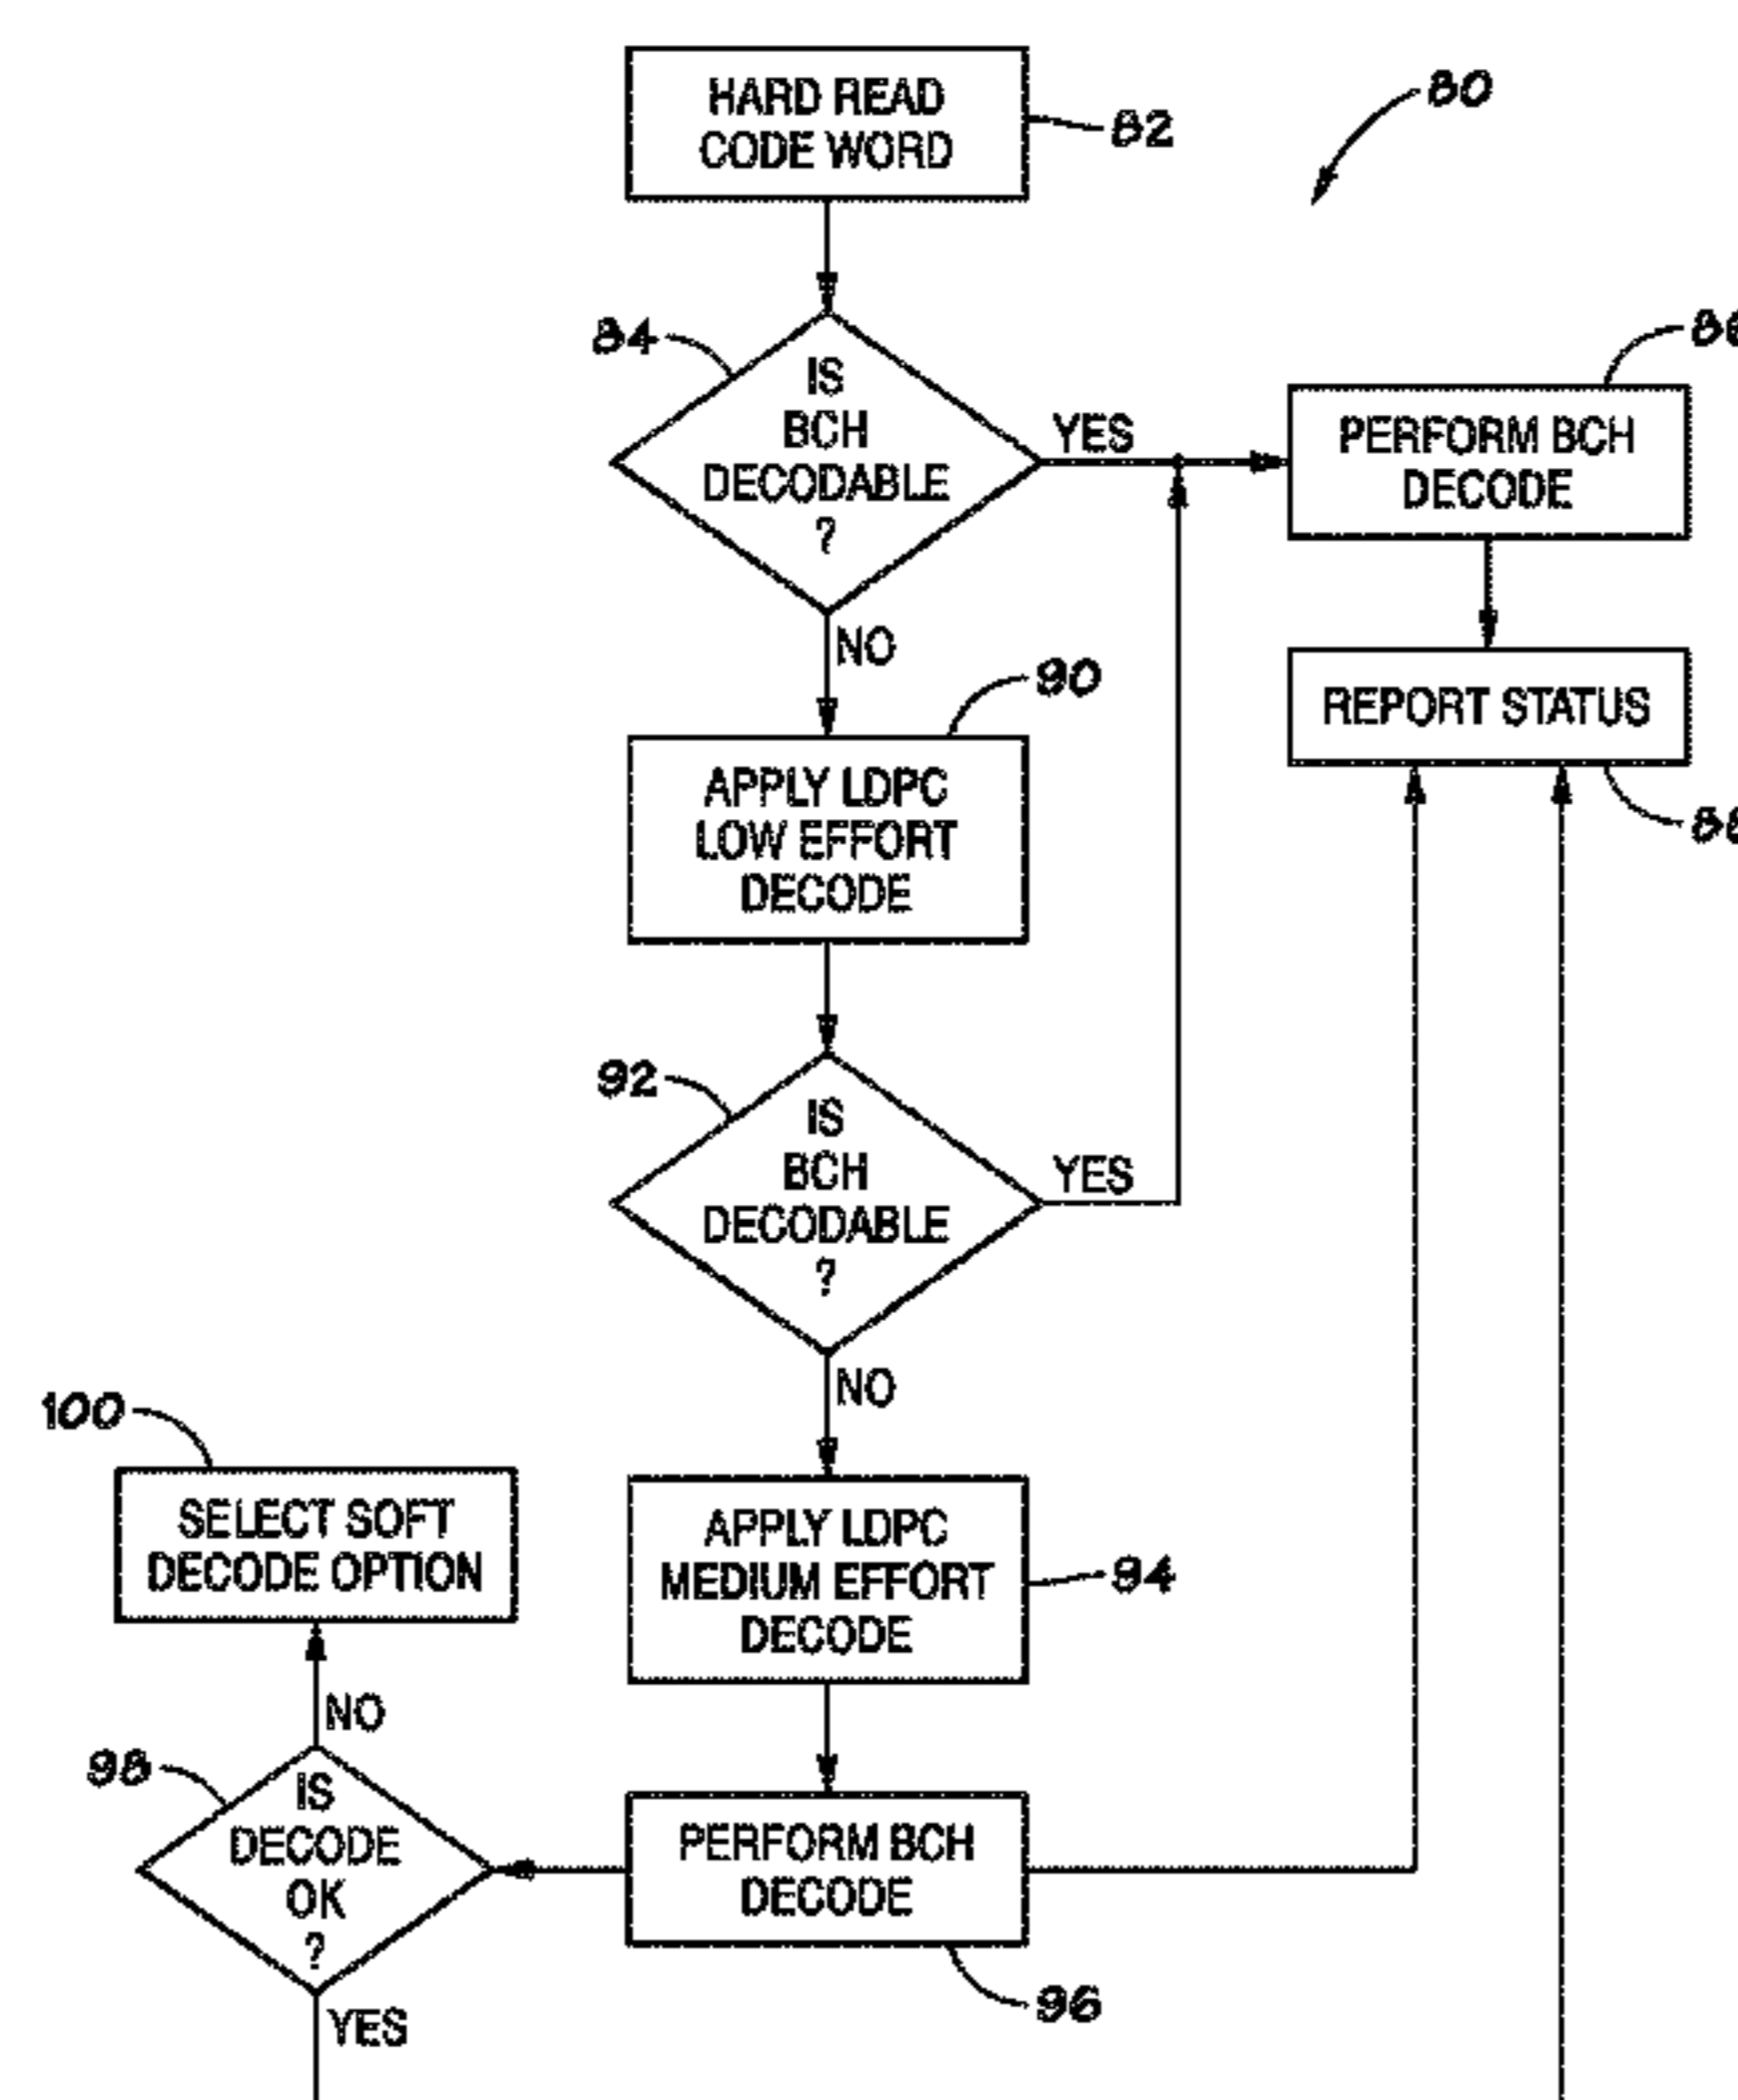 HARD READ
CODE WORD
82
80
84
IS
BCH
DECODABLE
?
YES
NO
86
PERFORM BCH
DECODE
REPORT STATUS
88
90
APPLY LDPC
LOW EFFORT
DECODE
92
IS
BCH
DECODABLE
?
YES
NO
100
SELECT SOFT
DECODE OPTION
APPLY LDPC
MEDIUM EFFORT
DECODE
94
NO
98
IS
DECODE
OK
?
YES
PERFORM BCH
DECODE
96